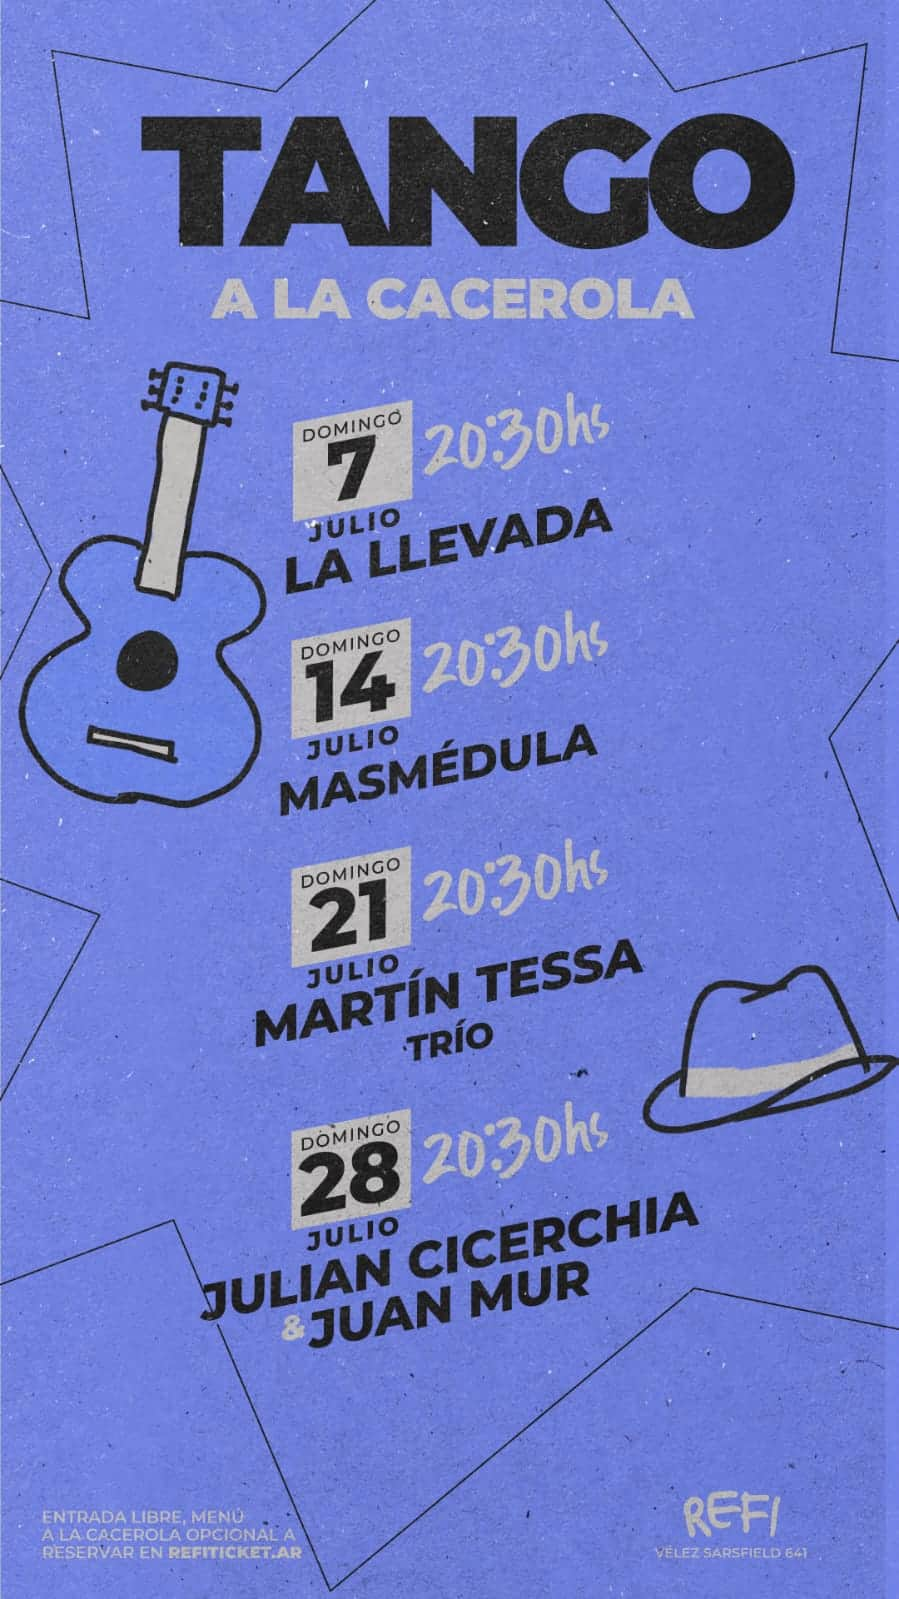 TANGO
A LA CACEROLA
DOMINGO
7
JULIO
20:30hs
LA LLEVADA
DOMINGO
14
JULIO
20:30hs
MASMÉDULA
DOMINGO
21
JULIO
20:30hs
MARTÍN TESSA
TRÍO
DOMINGO
28
JULIO
20:30hs
JULIAN CICERCHIA
& JUAN MUR
ENTRADA LIBRE, MENÚ
A LA CACEROLA OPCIONAL A
RESERVAR EN REFITICKET.AR
REFI
VÉLEZ SARSFIELD 641